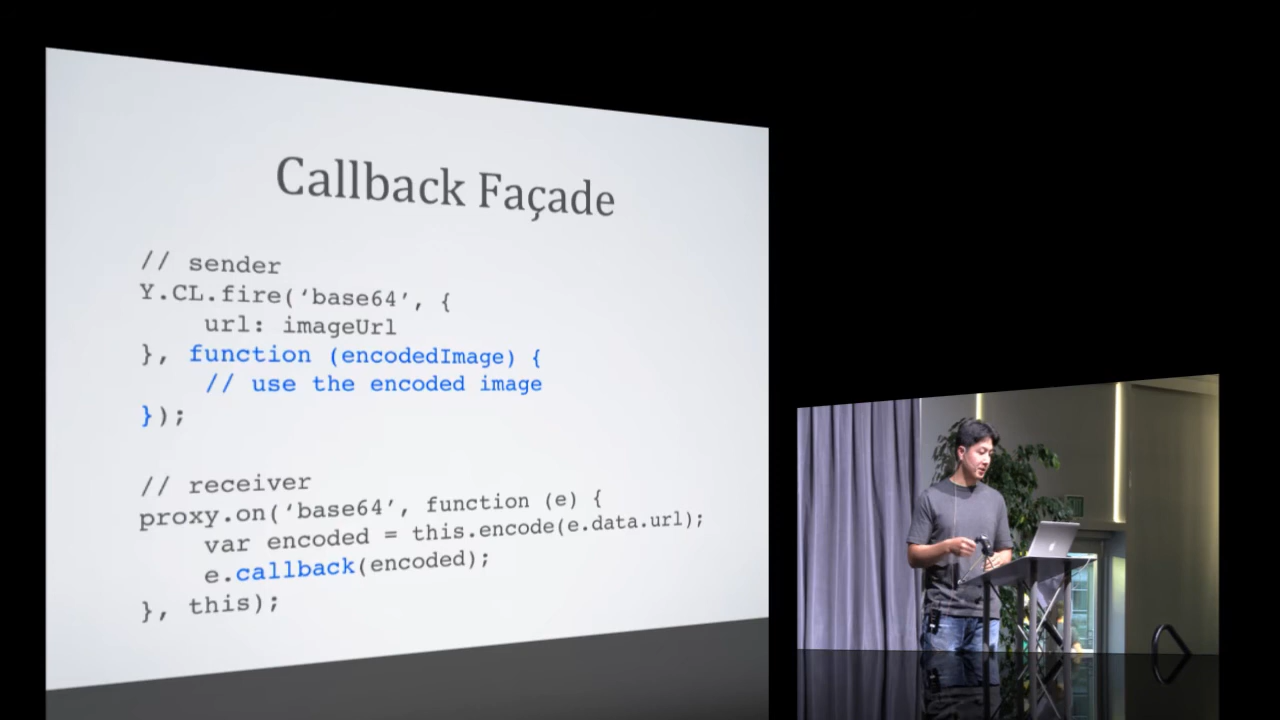 Callback Façade
// sender
Y.CL.fire(‘base64’, {
url: imageUrl
}, function (encodedImage) {
// use the encoded image
});
// receiver
proxy.on(‘base64’, function (e) {
var encoded = this.encode(e.data.url);
e.callback(encoded);
}, this);